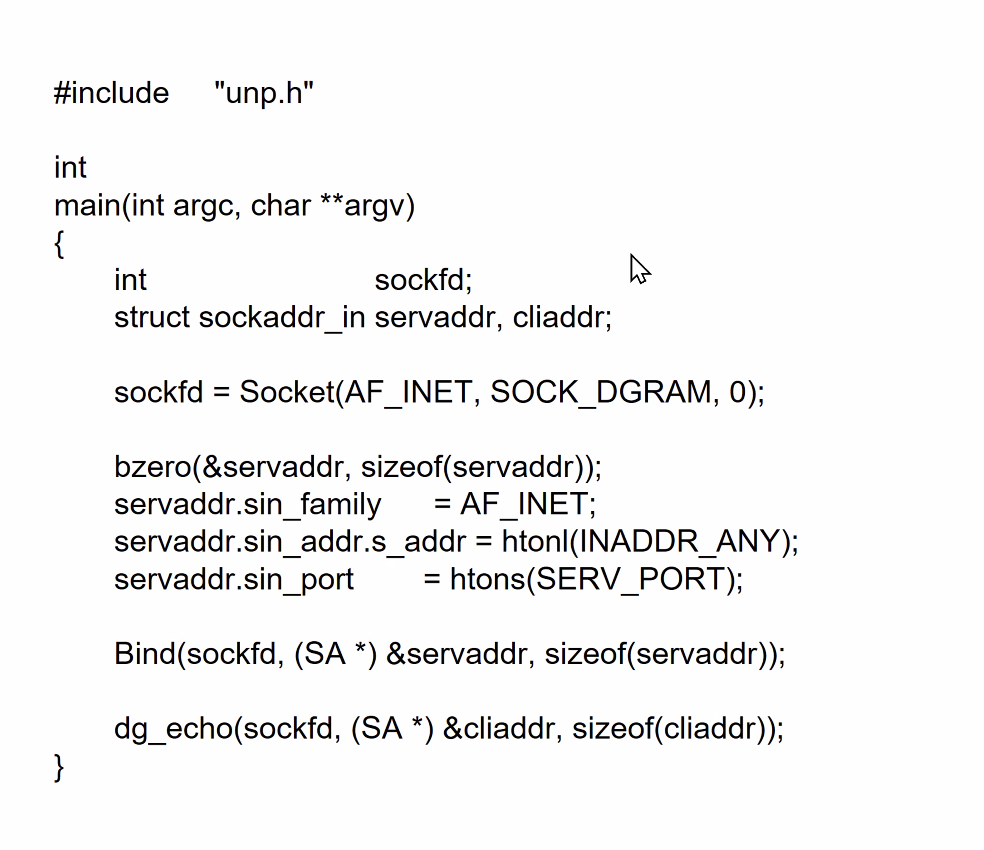 #include "unp.h"
int
main(int argc, char **argv)
{
int sockfd;
struct sockaddr_in servaddr, cliaddr;
sockfd = Socket(AF_INET, SOCK_DGRAM, 0);
bzero(&servaddr, sizeof(servaddr));
servaddr.sin_family = AF_INET;
servaddr.sin_addr.s_addr = htonl(INADDR_ANY);
servaddr.sin_port = htons(SERV_PORT);
Bind(sockfd, (SA *) &servaddr, sizeof(servaddr));
dg_echo(sockfd, (SA *) &cliaddr, sizeof(cliaddr));
}